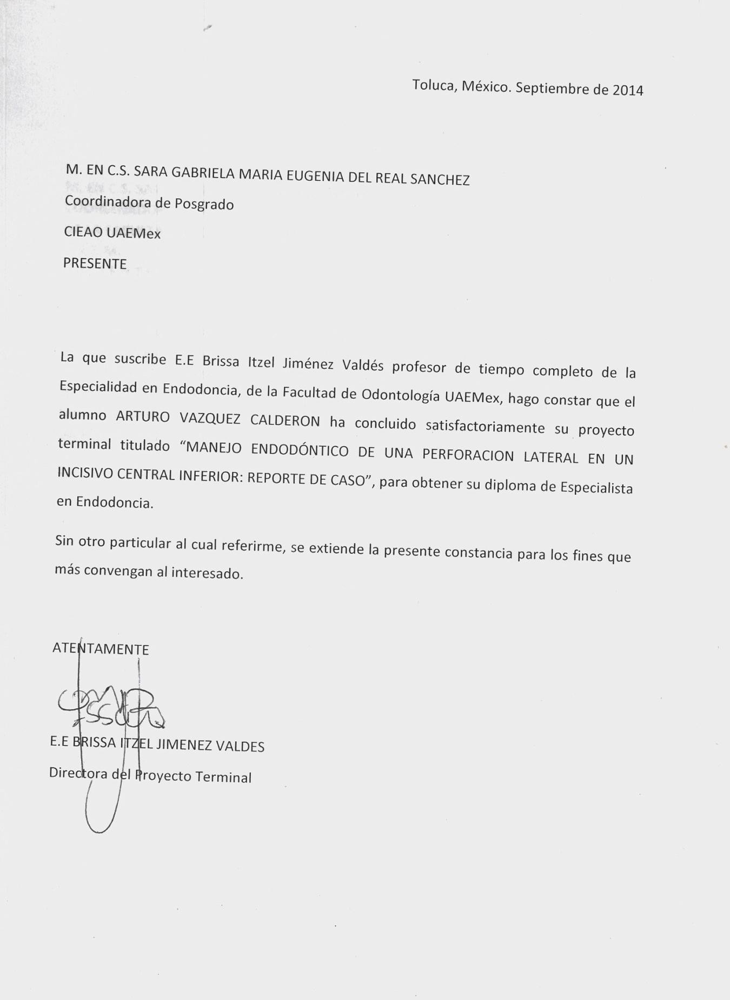 Toluca, México. Septiembre de 2014
M. EN C.S. SARA GABRIELA MARIA EUGENIA DEL REAL SANCHEZ
Coordinadora de Posgrado
CIEAO UAEMex
PRESENTE
La que suscribe E.E Brissa Itzel Jiménez Valdés profesor de tiempo completo de la
Especialidad en Endodoncia, de la Facultad de Odontología UAEMex, hago constar que el
alumno ARTURO VAZQUEZ CALDERON ha concluido satisfactoriamente su proyecto
terminal titulado “MANEJO ENDODÓNTICO DE UNA PERFORACION LATERAL EN UN
INCISIVO CENTRAL INFERIOR: REPORTE DE CASO”, para obtener su diploma de Especialista
en Endodoncia.
Sin otro particular al cual referirme, se extiende la presente constancia para los fines que
más convengan al interesado.
ATENTAMENTE
E.E BRISSA ITZEL JIMENEZ VALDES
Directora del Proyecto Terminal